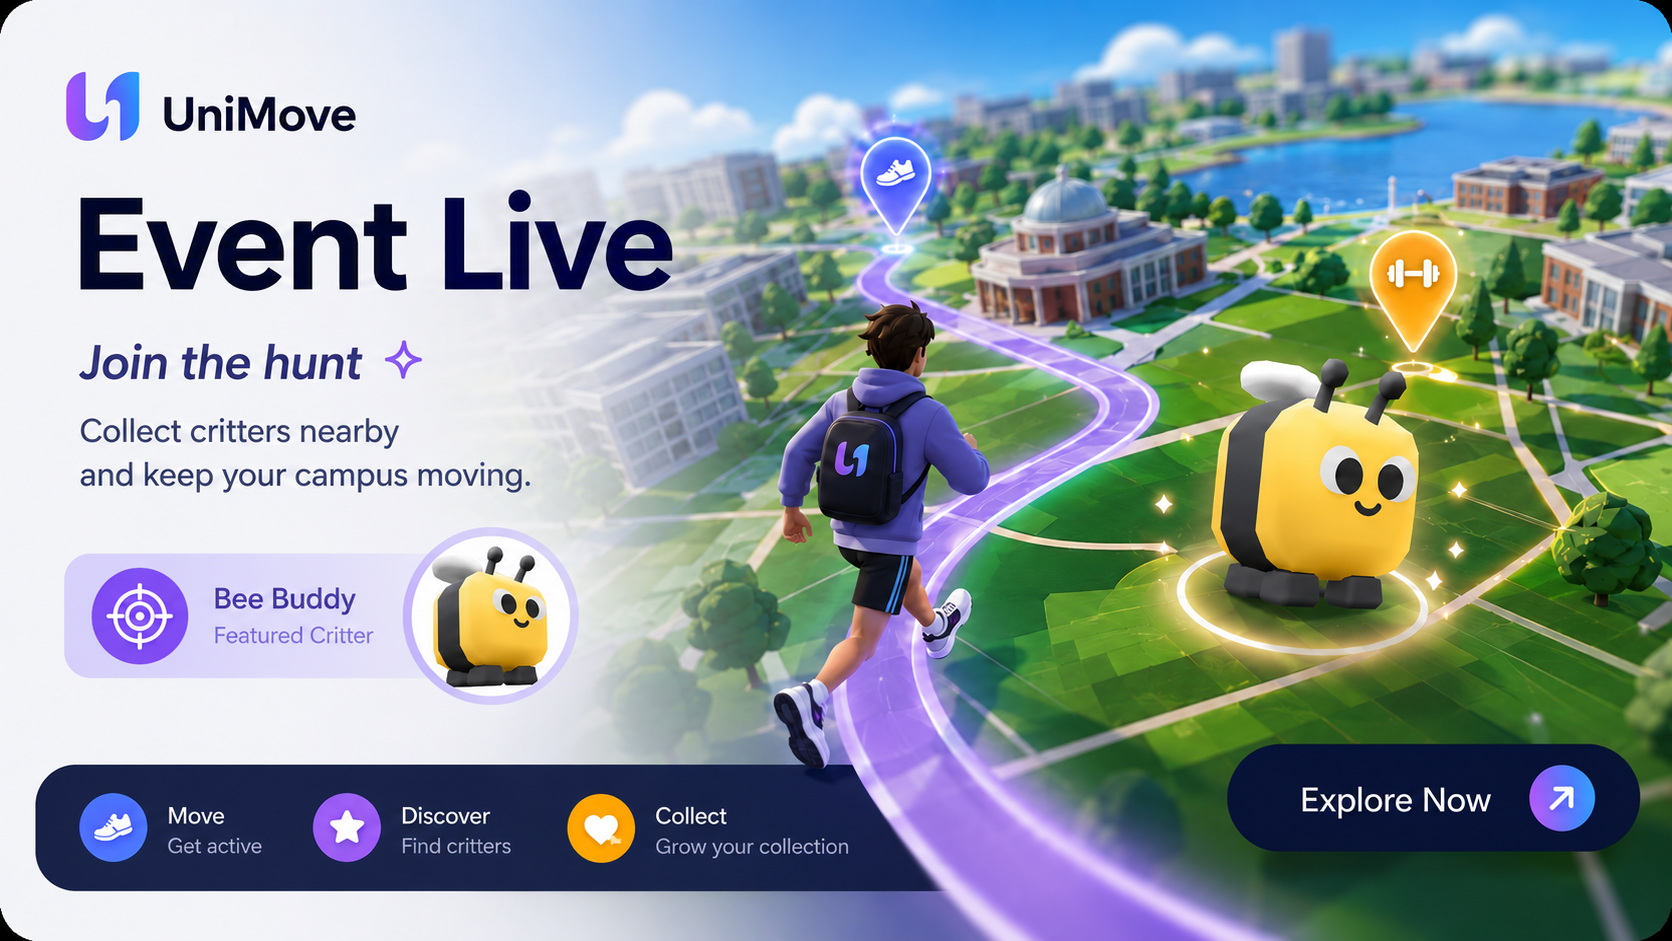 UniMove
Event Live
Join the hunt
Collect critters nearby
and keep your campus moving.
Bee Buddy
Featured Critter
Move
Get active
Discover
Find critters
Collect
Grow your collection
Explore Now